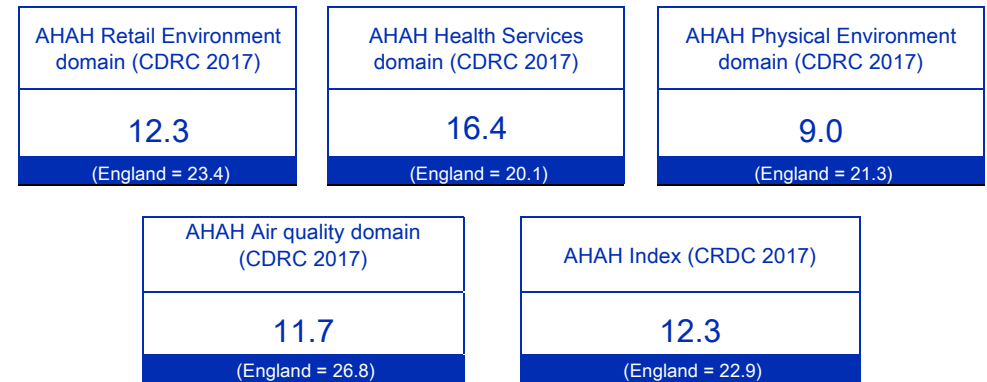 AHAH Retail Environment
domain (CDRC 2017)
12.3
(England = 23.4)
AHAH Health Services
domain (CDRC 2017)
16.4
(England = 20.1)
AHAH Physical Environment
domain (CDRC 2017)
9.0
(England = 21.3)
AHAH Air quality domain
(CDRC 2017)
11.7
(England = 26.8)
AHAH Index (CRDC 2017)
12.3
(England = 22.9)